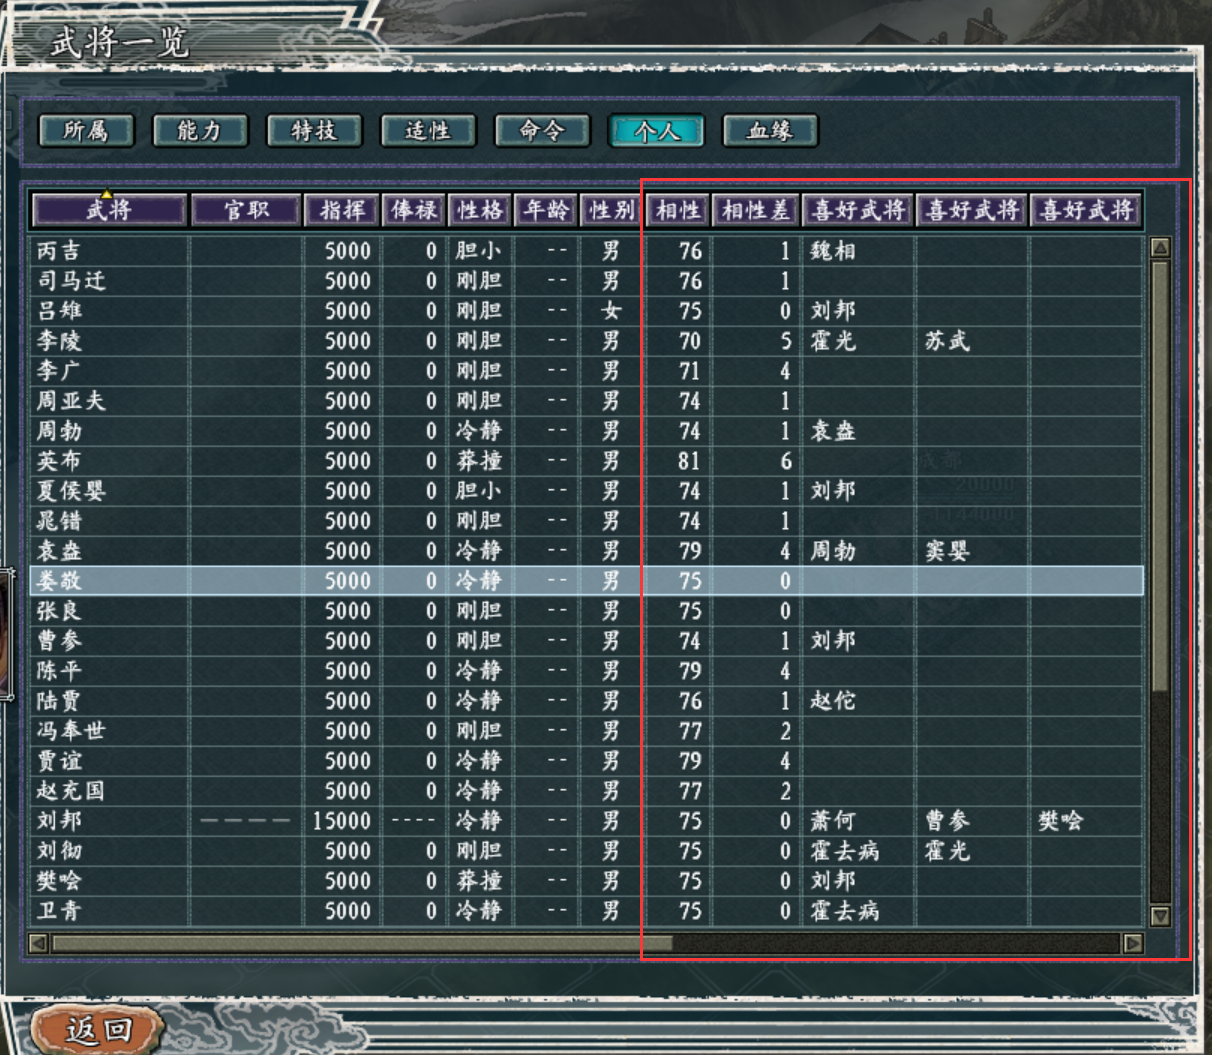 武将一览
所属 能力 特技 适性 命令 个人 血缘
武将 官职 指挥 俸禄 性格 年龄 性别 相性 相性差 喜好武将 喜好武将 喜好武将
丙吉 5000 0 胆小 -- 男 76 1 魏相
司马迁 5000 0 刚胆 -- 男 76 1
吕雉 5000 0 刚胆 -- 女 75 0 刘邦
李陵 5000 0 刚胆 -- 男 70 5 霍光 苏武
李广 5000 0 刚胆 -- 男 71 4
周亚夫 5000 0 刚胆 -- 男 74 1
周勃 5000 0 冷静 -- 男 74 1 袁盎
英布 5000 0 莽撞 -- 男 81 6
夏侯婴 5000 0 胆小 -- 男 74 1 刘邦
晁错 5000 0 刚胆 -- 男 74 1
袁盎 5000 0 冷静 -- 男 79 4 周勃 窦婴
娄敬 5000 0 冷静 -- 男 75 0
张良 5000 0 刚胆 -- 男 75 0
曹参 5000 0 刚胆 -- 男 74 1 刘邦
陈平 5000 0 冷静 -- 男 79 4
陆贾 5000 0 冷静 -- 男 76 1 赵佗
冯奉世 5000 0 刚胆 -- 男 77 2
贾谊 5000 0 冷静 -- 男 79 4
赵充国 5000 0 冷静 -- 男 77 2
刘邦 ---- 15000 ---- 冷静 -- 男 75 0 萧何 曹参 樊哙
刘彻 5000 0 刚胆 -- 男 75 0 霍去病 霍光
樊哙 5000 0 莽撞 -- 男 75 0 刘邦
卫青 5000 0 冷静 -- 男 75 0 霍去病
返回